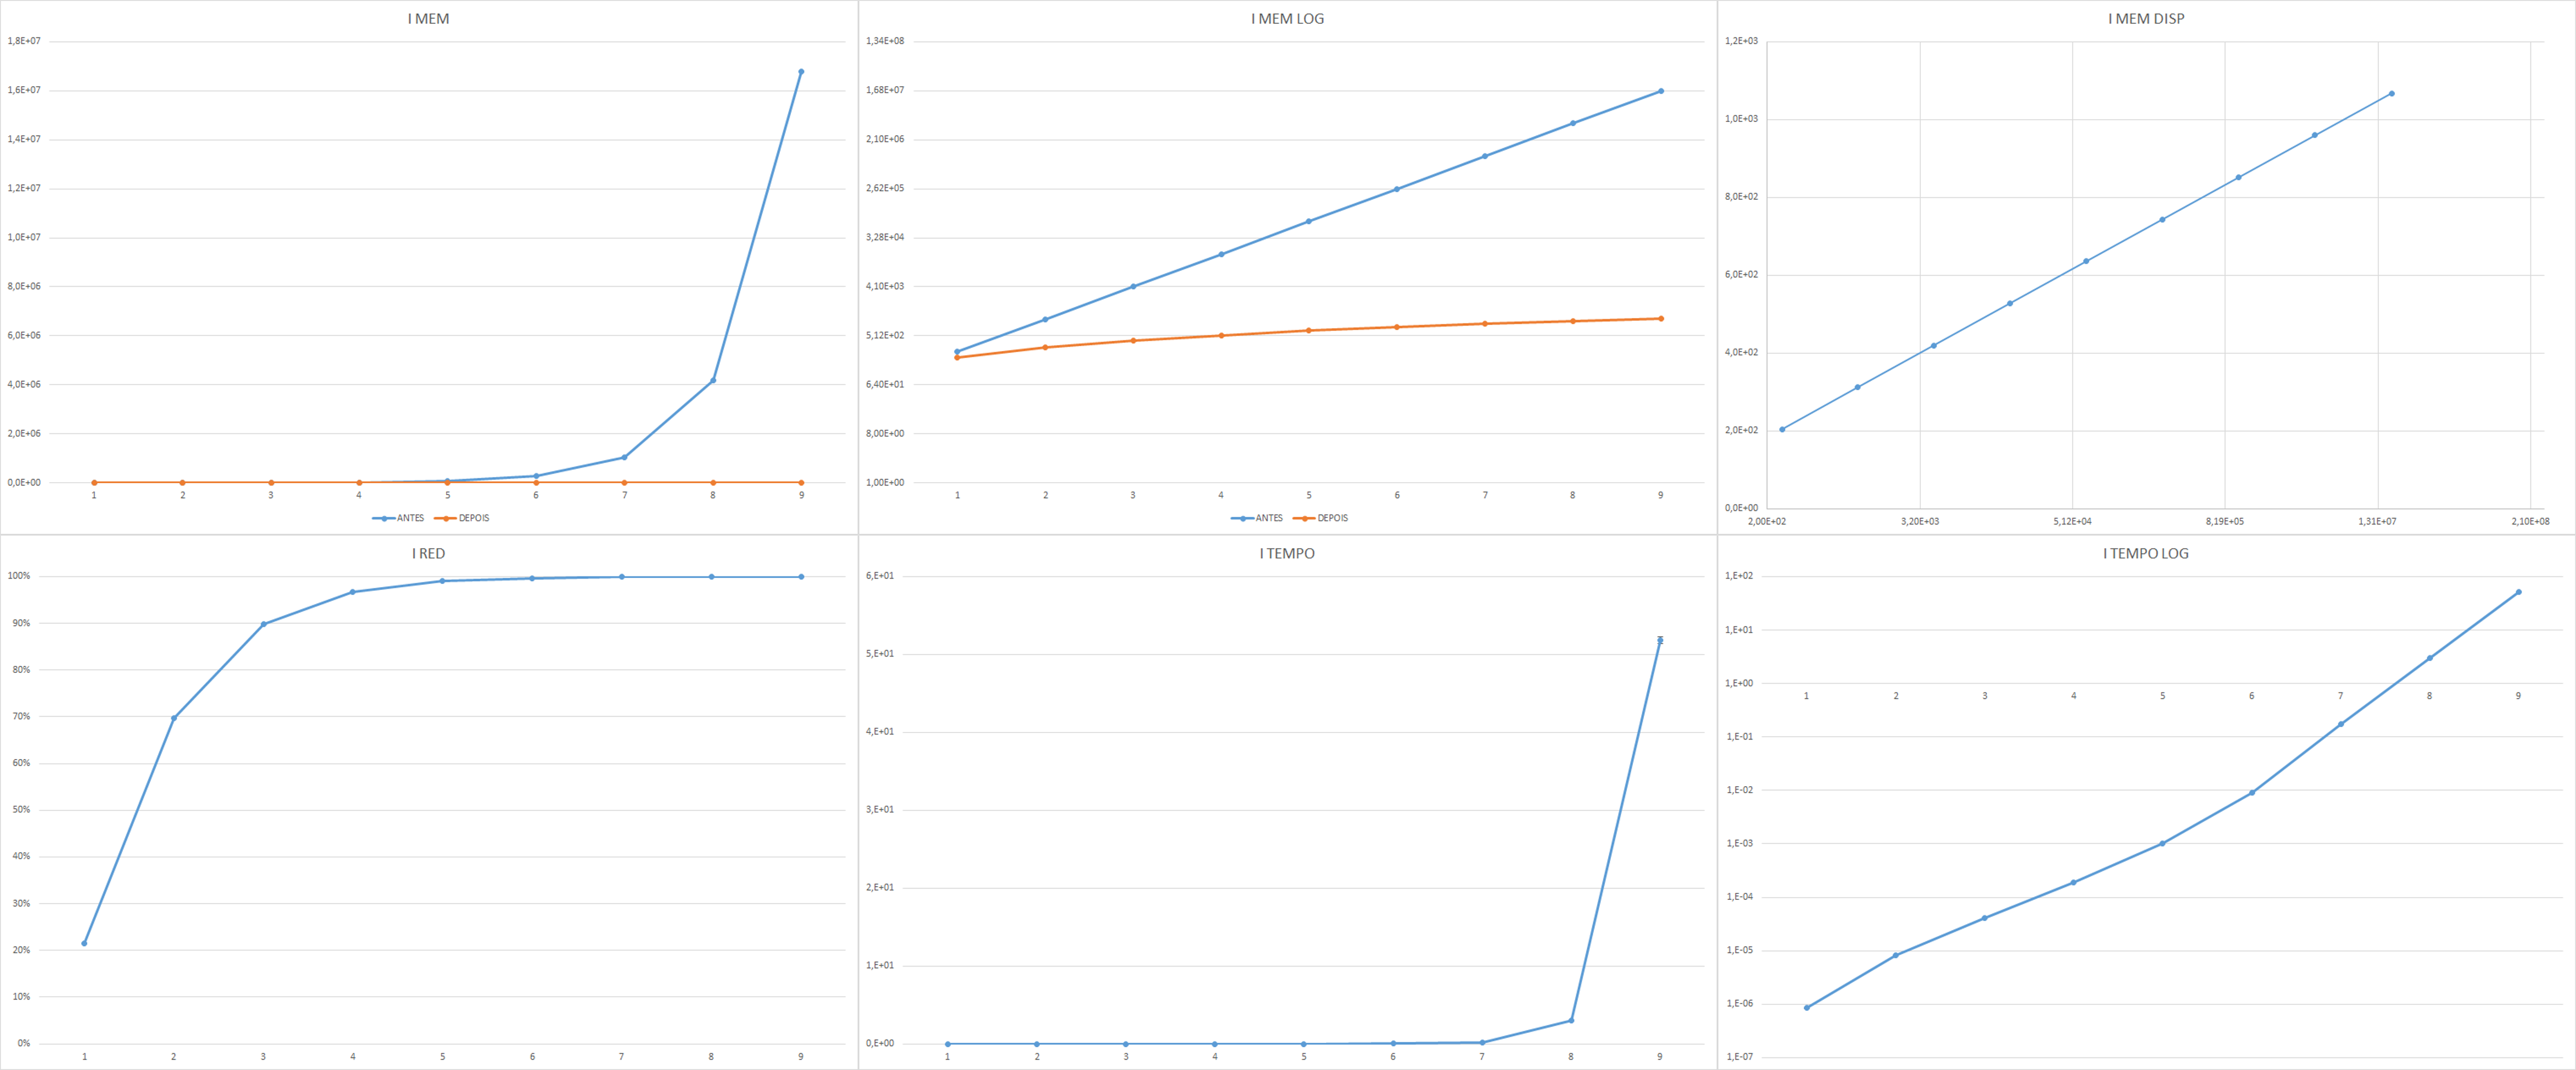 I MEM
1,8E+07
1,6E+07
1,4E+07
1,2E+07
1,0E+07
8,0E+06
6,0E+06
4,0E+06
2,0E+06
0,0E+00
1 2 3 4 5 6 7 8 9
ANTES DEPOIS
I MEM LOG
1,34E+08
1,68E+07
2,10E+06
2,62E+05
3,28E+04
4,10E+03
5,12E+02
6,40E+01
8,00E+00
1,00E+00
1 2 3 4 5 6 7 8 9
ANTES DEPOIS
I MEM DISP
1,2E+03
1,0E+03
8,0E+02
6,0E+02
4,0E+02
2,0E+02
0,0E+00
2,00E+02 3,20E+03 5,12E+04 8,19E+05 1,31E+07 2,10E+08
I RED
100%
90%
80%
70%
60%
50%
40%
30%
20%
10%
0%
1 2 3 4 5 6 7 8 9
I TEMPO
6,E+01
5,E+01
4,E+01
3,E+01
2,E+01
1,E+01
0,E+00
1 2 3 4 5 6 7 8 9
I TEMPO LOG
1,E+02
1,E+01
1,E+00
1 2 3 4 5 6 7 8 9
1,E-01
1,E-02
1,E-03
1,E-04
1,E-05
1,E-06
1,E-07